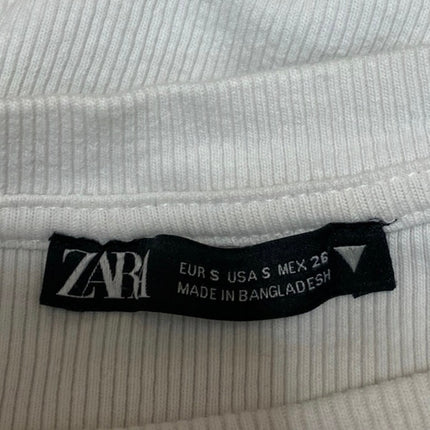 ZARA
EUR S USA S MEX 26
MADE IN BANGLADESH